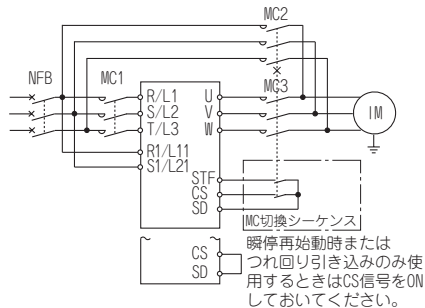 MC2
NFB
MC1
MC3
R/L1
S/L2
T/L3
R1/L11
S1/L21
U
V
W
IM
STF
CS
SD
MC切換シーケンス
CS
SD
瞬停再始動時または
つれ回り引き込みのみ使
用するときはCS信号をON
しておいてください。